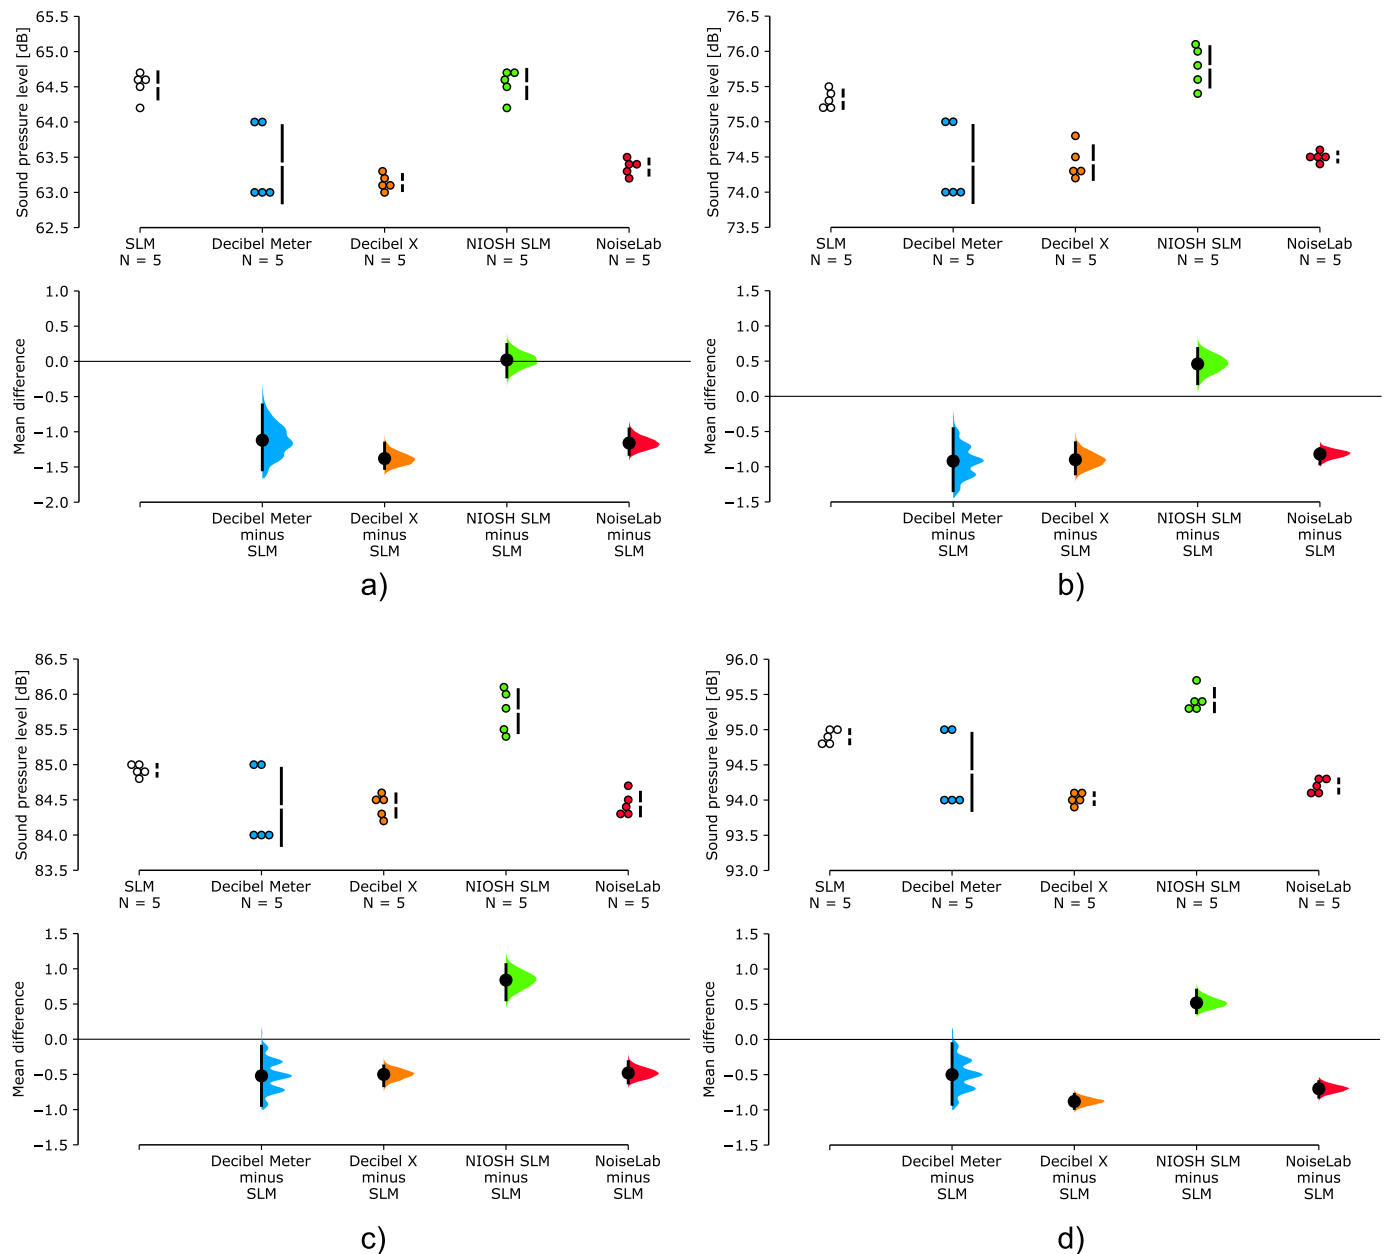 Sound pressure level [dB]
65.5
65.0
64.5
64.0
63.5
63.0
62.5
SLM Decibel Meter Decibel X NIOSH SLM NoiseLab
N = 5 N = 5 N = 5 N = 5 N = 5
Mean difference
1.0
0.5
0.0
−0.5
−1.0
−1.5
−2.0
Decibel Meter Decibel X NIOSH SLM NoiseLab
minus minus minus minus
SLM SLM SLM SLM
a)
Sound pressure level [dB]
76.5
76.0
75.5
75.0
74.5
74.0
73.5
SLM Decibel Meter Decibel X NIOSH SLM NoiseLab
N = 5 N = 5 N = 5 N = 5 N = 5
Mean difference
1.5
1.0
0.5
0.0
−0.5
−1.0
−1.5
Decibel Meter Decibel X NIOSH SLM NoiseLab
minus minus minus minus
SLM SLM SLM SLM
b)
Sound pressure level [dB]
86.5
86.0
85.5
85.0
84.5
84.0
83.5
SLM Decibel Meter Decibel X NIOSH SLM NoiseLab
N = 5 N = 5 N = 5 N = 5 N = 5
Mean difference
1.5
1.0
0.5
0.0
−0.5
−1.0
−1.5
Decibel Meter Decibel X NIOSH SLM NoiseLab
minus minus minus minus
SLM SLM SLM SLM
c)
Sound pressure level [dB]
96.0
95.5
95.0
94.5
94.0
93.5
93.0
SLM Decibel Meter Decibel X NIOSH SLM NoiseLab
N = 5 N = 5 N = 5 N = 5 N = 5
Mean difference
1.5
1.0
0.5
0.0
−0.5
−1.0
−1.5
Decibel Meter Decibel X NIOSH SLM NoiseLab
minus minus minus minus
SLM SLM SLM SLM
d)